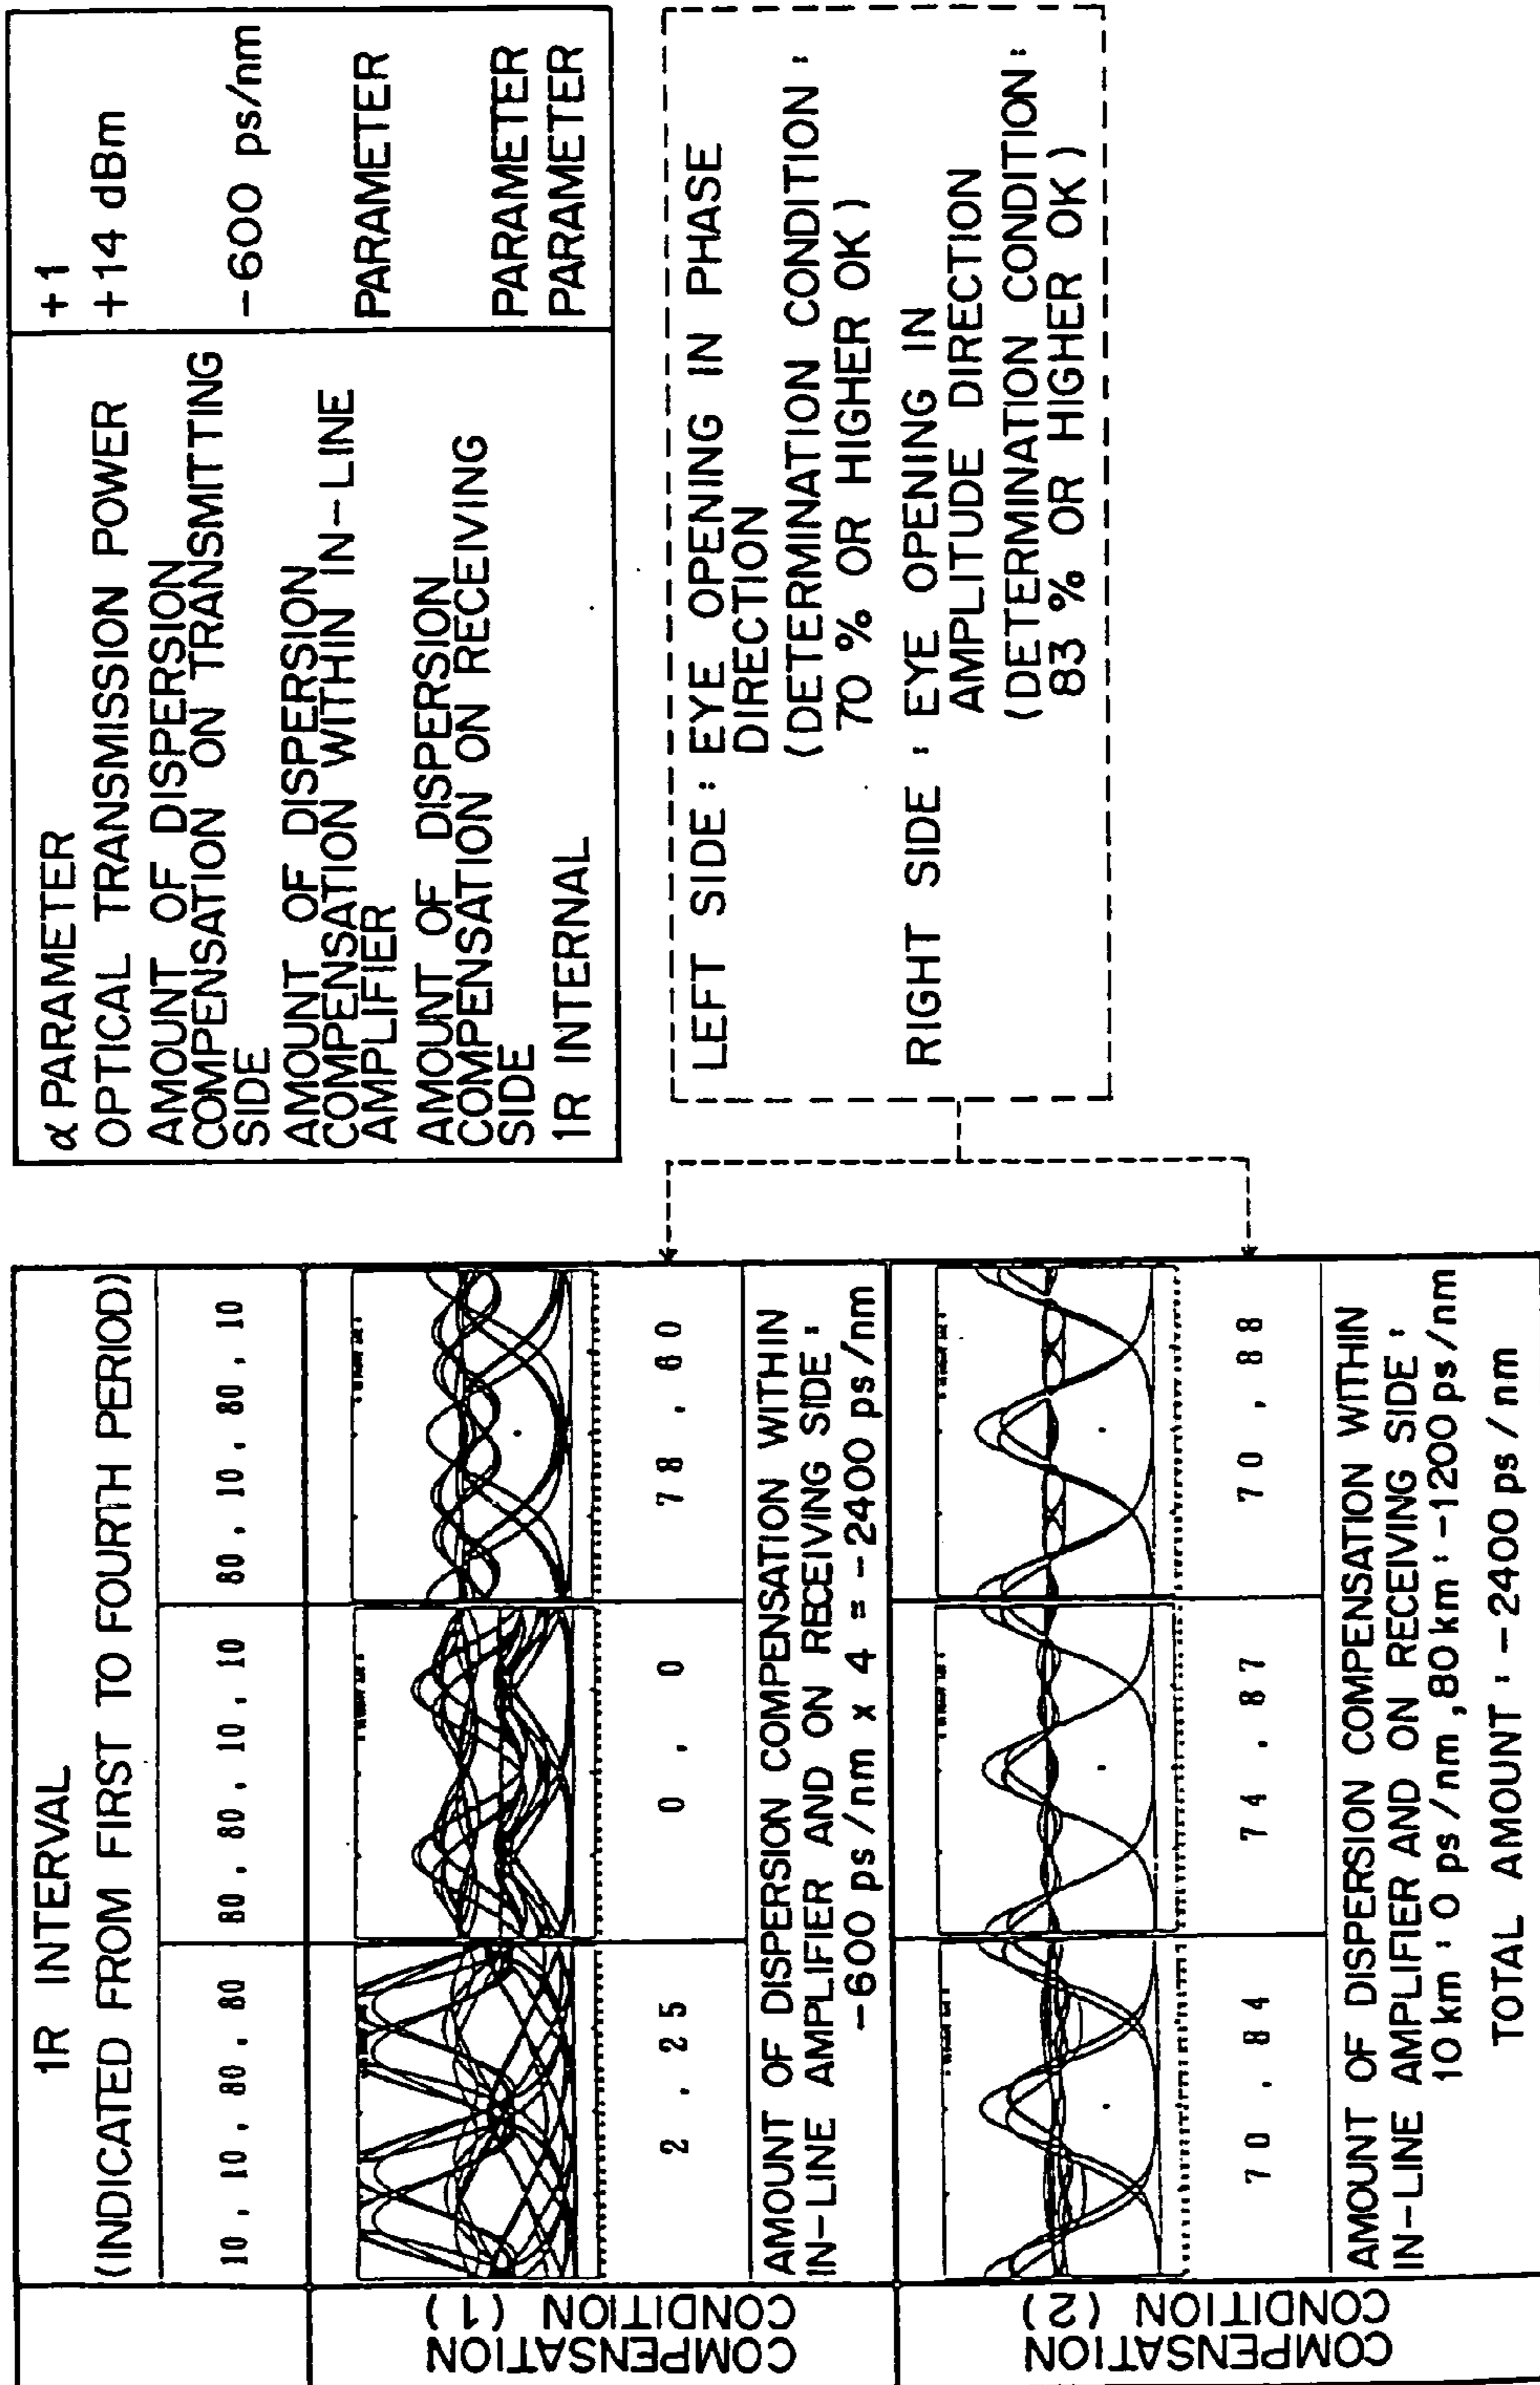 1R INTERVAL
(INDICATED FROM FIRST TO FOURTH PERIOD)
10, 10, 80, 80
80, 80, 10, 10
80, 10, 80, 10
COMPENSATION
CONDITION (1)
2, 25
0, 0
78, 60
AMOUNT OF DISPERSION COMPENSATION WITHIN
IN-LINE AMPLIFIER AND ON RECEIVING SIDE:
-600 ps/nm x 4 = -2400 ps/nm
COMPENSATION
CONDITION (2)
70, 84
74, 87
70, 88
AMOUNT OF DISPERSION COMPENSATION WITHIN
IN-LINE AMPLIFIER AND ON RECEIVING SIDE:
10 km: 0 ps/nm, 80 km: -1200 ps/nm
TOTAL AMOUNT: -2400 ps/nm
α PARAMETER +1
OPTICAL TRANSMISSION POWER +14 dBm
AMOUNT OF DISPERSION
COMPENSATION ON TRANSMITTING
SIDE -600 ps/nm
AMOUNT OF DISPERSION
COMPENSATION WITHIN IN-LINE
AMPLIFIER PARAMETER
AMOUNT OF DISPERSION
COMPENSATION ON RECEIVING
SIDE PARAMETER
1R INTERNAL PARAMETER
LEFT SIDE: EYE OPENING IN PHASE
DIRECTION
(DETERMINATION CONDITION:
70 % OR HIGHER OK)
RIGHT SIDE: EYE OPENING IN
AMPLITUDE DIRECTION
(DETERMINATION CONDITION:
83 % OR HIGHER OK)